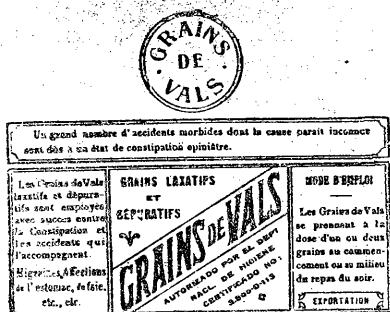 GRAINS
DE
VALS
Un grand nombre d'accidents morbides dont la cause parait inconnue
sont dûs à un état de constipation opiniâtre.
Les Grains de Vals
laxatifs et dépura-
tifs sont employés
avec succes contre
la Constipation et
les accidents qui
l'accompagnent.
Migraines, Affections
de l'estomac, de foie,
etc., etc.
GRAINS LAXATIFS
ET
DÉPURATIFS
GRAINS DE VALS
AUTORIZADO POR EL DEPT
NACL. DE HIGIENE
CERTIFICADO NO:
MODE D'EMPLOI
Les Grains de Vals
se prennent à la
dose d'un ou deux
grains au commen-
cement ou au milieu
du repas du soir.
EXPORTATION